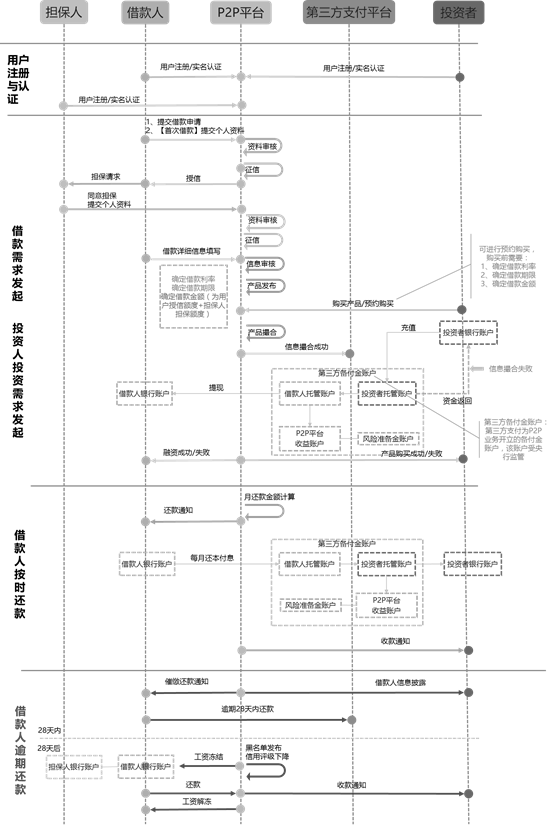 担保人
借款人
P2P平台
第三方支付平台
投资者
用户
注册认
与证
用户注册/实名认证
用户注册/实名认证
用户注册/实名认证
借款需求发起
投资人投资需求发起
1、提交借款申请
2、【首次借款】提交个人资料
资料审核
征信
授信
担保请求
同意担保
提交个人资料
资料审核
征信
借款详细信息填写
信息审核
产品发布
确定借款利率
确定借款期限
确定借款金额（为用
户授信额度+担保人
担保额度）
可进行预约购买，
购买前需要：
1、确定借款利率
2、确定借款期限
3、确定借款金额
购买产品/预约购买
产品撮合
信息撮合成功
充值
投资者银行账户
信息撮合失败
第三方备付金账户
提现
借款人银行账户
借款人托管账户
投资者托管账户
资金返回
P2P平台
收益账户
风险准备金账户
第三方备付金账户：
第三方支付为P2P
业务开立的备付金
账户，该账户受央
行监管
融资成功/失败
产品购买成功/失败
借款人按时还款
月还款金额计算
还款通知
第三方备付金账户
借款人银行账户
每月还本付息
借款人托管账户
投资者托管账户
投资者银行账户
风险准备金账户
P2P平台
收益账户
收款通知
借款人逾期还款
催缴还款通知
借款人信息披露
逾期28天内还款
28天内
28天后
黑名单发布
信用评级下降
工资冻结
担保人银行账户
借款人银行账户
还款
收款通知
工资解冻